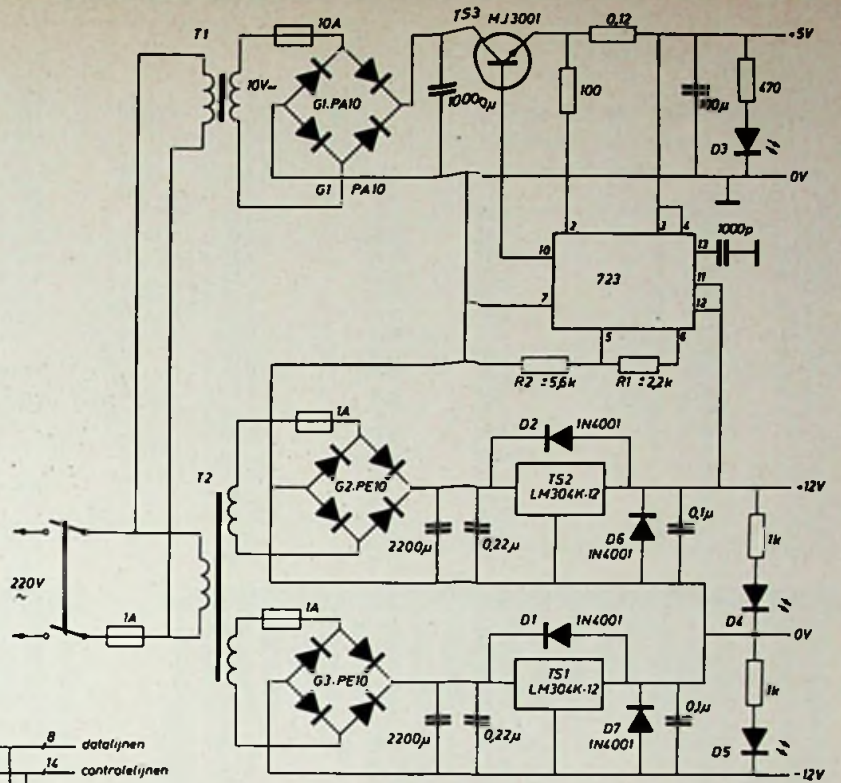 T1
10A
TS3
MJ3001
0,12
+5V
10V~
G1.PA10
10000µ
100
470
D3
G1 PA10
0V
1000p
2
3
4
13
10
723
11
12
7
5
6
R2 = 5,6k
R1 = 2,2k
1A
D2
1N4001
T2
G2.PE10
TS2
LM304K-12
+12V
0,1µ
2200µ
0,22µ
D6
1N4001
1k
220V
~
1A
D4
1A
D1
1N4001
0V
G3.PE10
TS1
LM304K-12
0,1µ
1k
2200µ
0,22µ
D7
1N4001
D5
8 datalijnen
14 controlelijnen
-12V